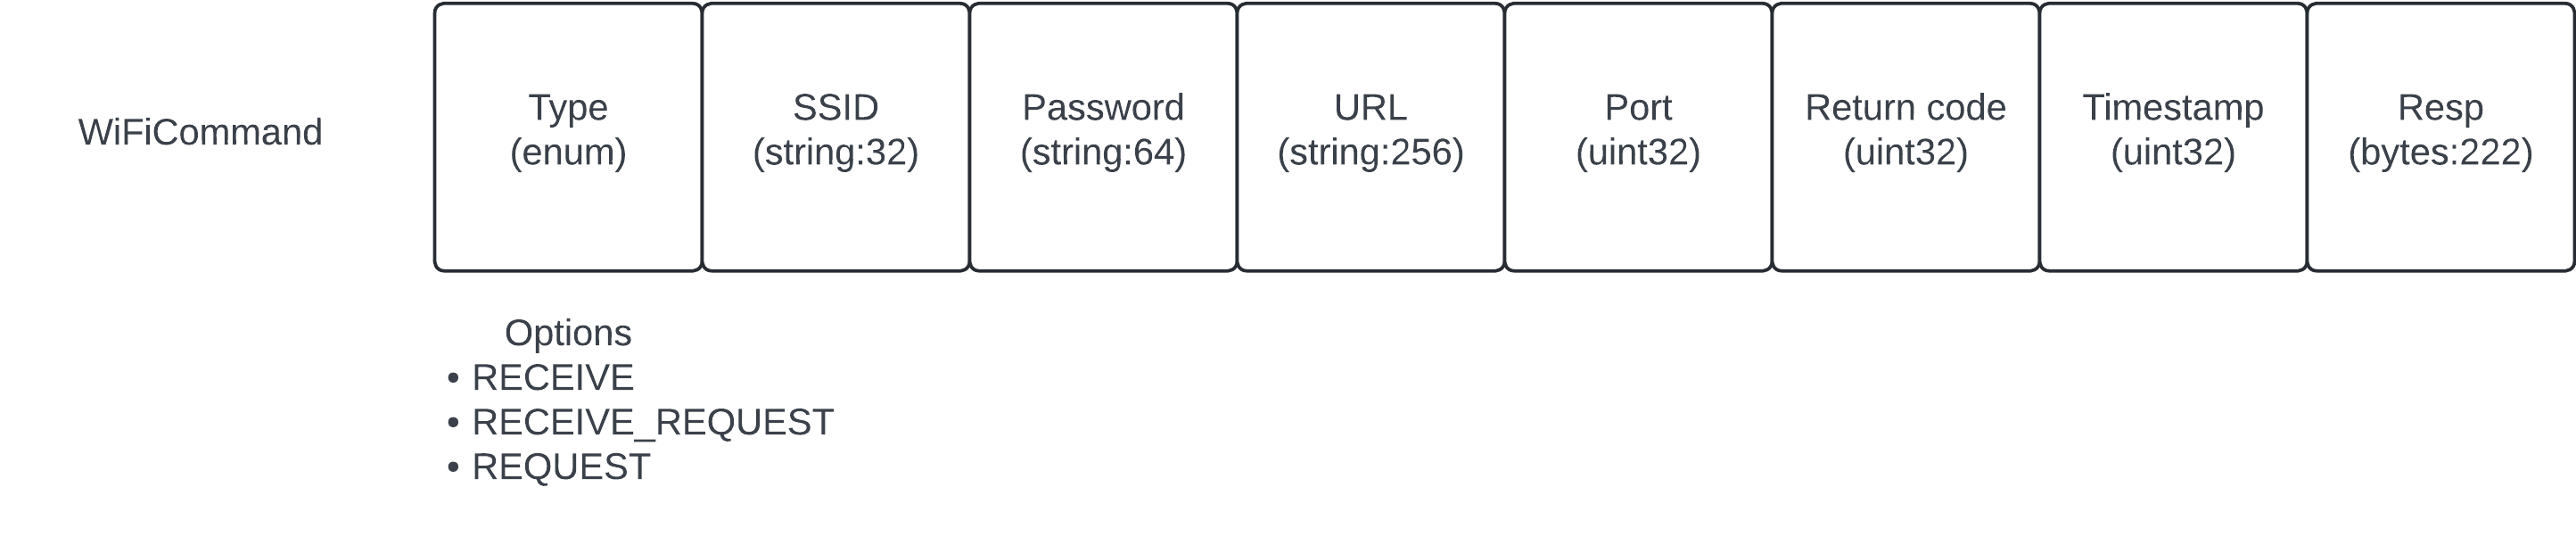 WiFiCommand
Type
(enum)
SSID
(string:32)
Password
(string:64)
URL
(string:256)
Port
(uint32)
Return code
(uint32)
Timestamp
(uint32)
Resp
(bytes:222)
Options
• RECEIVE
• RECEIVE_REQUEST
• REQUEST